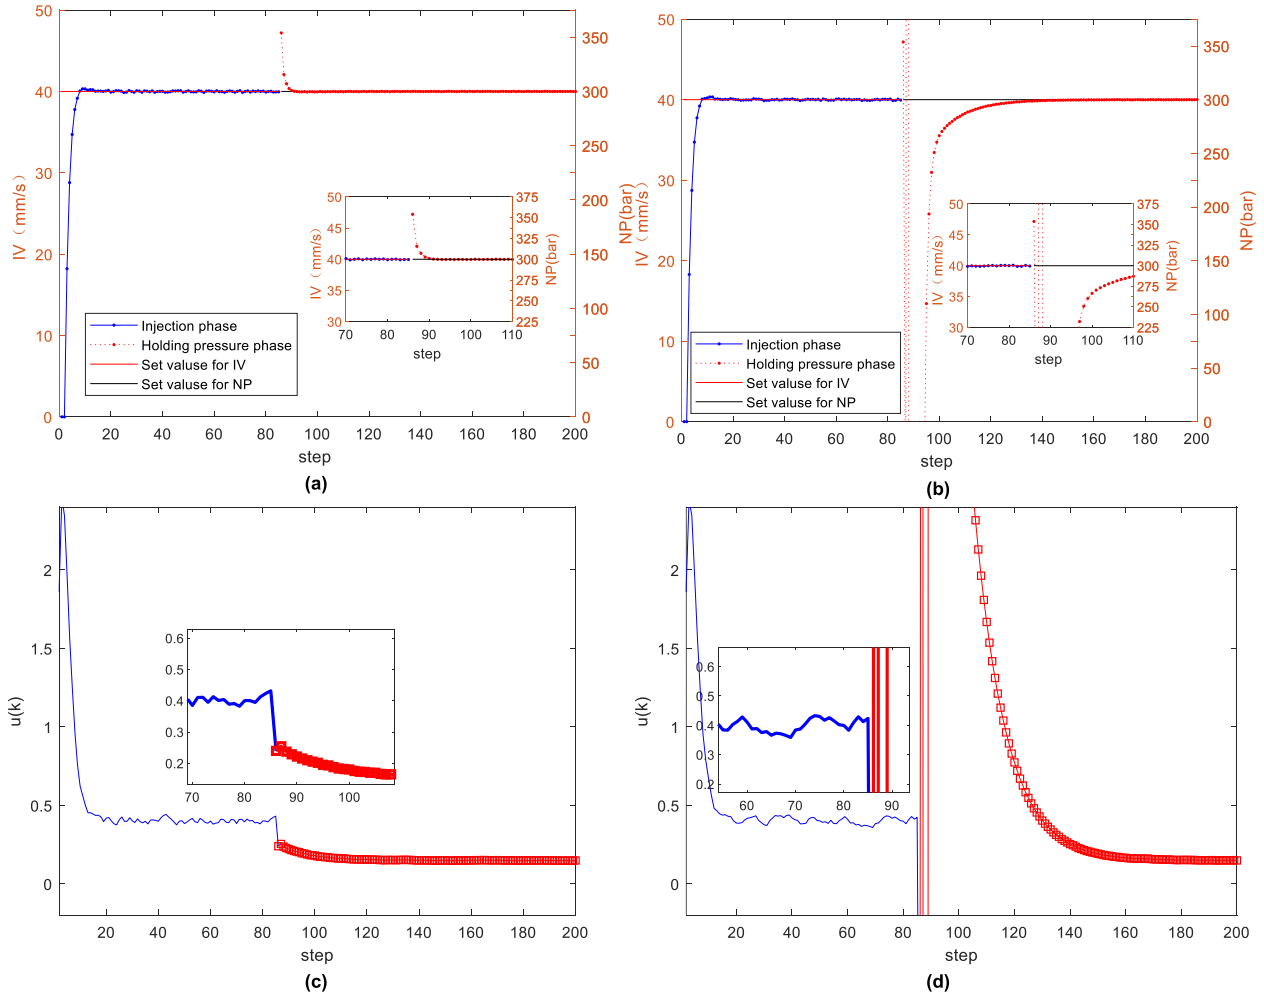 50
40
30
20
10
0
IV（mm/s）
350
300
250
200
150
100
50
0
NP(bar)
50
45
40
35
30
IV（mm/s）
375
350
325
300
275
250
225
NP(bar)
70 80 90 100 110
step
Injection phase
Holding pressure phase
Set valuse for IV
Set valuse for NP
0 20 40 60 80 100 120 140 160 180 200
step
(a)
50
40
30
20
10
0
IV（mm/s）
350
300
250
200
150
100
50
0
NP(bar)
50
45
40
35
30
IV（mm/s）
375
350
325
300
275
250
225
NP(bar)
70 80 90 100 110
step
Injection phase
Holding pressure phase
Set valuse for IV
Set valuse for NP
0 20 40 60 80 100 120 140 160 180 200
step
(b)
2
1.5
1
0.5
0
u(k)
0.6
0.5
0.4
0.3
0.2
70 80 90 100
20 40 60 80 100 120 140 160 180 200
step
(c)
2
1.5
1
0.5
0
u(k)
0.6
0.5
0.4
0.3
0.2
60 70 80 90
20 40 60 80 100 120 140 160 180 200
step
(d)